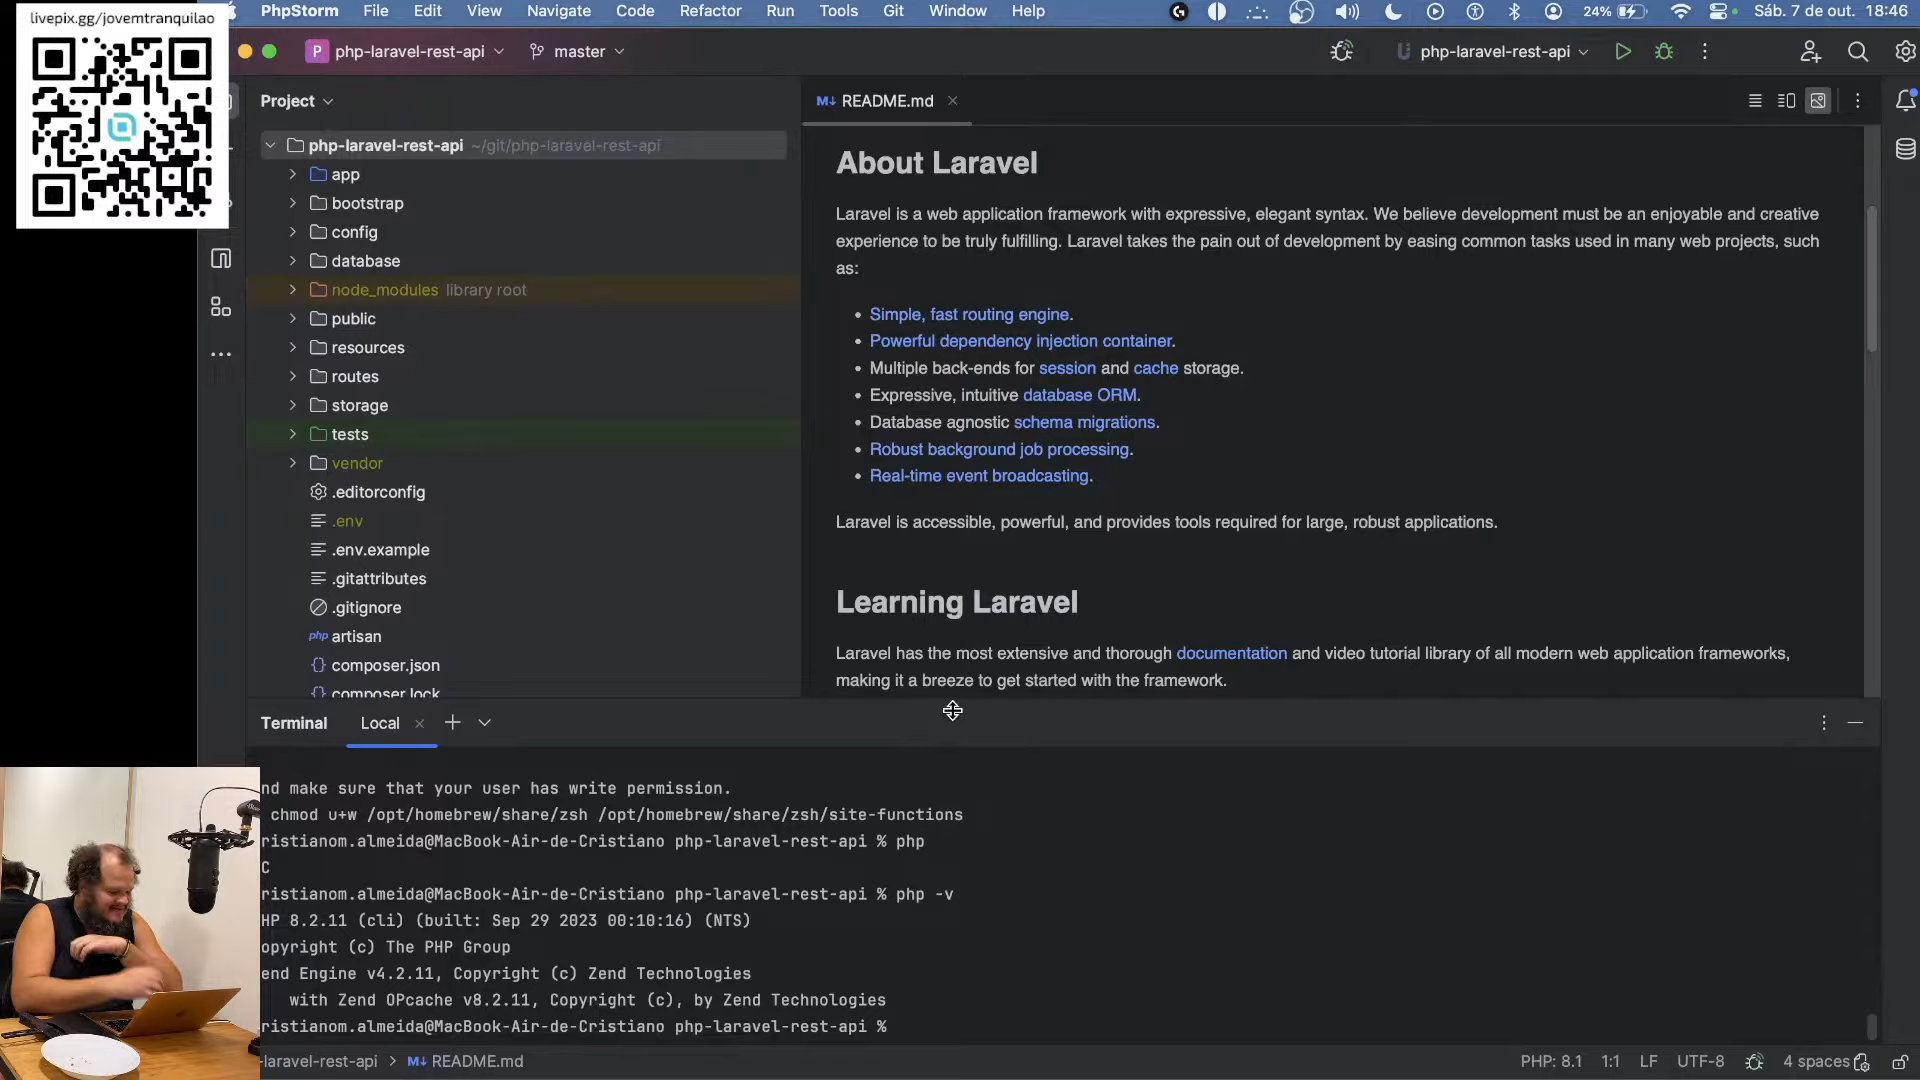 livepix.gg/jovemtranquilao
PhpStorm File Edit View Navigate Code Refactor Run Tools Git Window Help
24% Sáb. 7 de out. 18:46
P php-laravel-rest-api master
php-laravel-rest-api
Project
README.md
php-laravel-rest-api ~/git/php-laravel-rest-api
app
bootstrap
config
database
node_modules library root
public
resources
routes
storage
tests
vendor
.editorconfig
.env
.env.example
.gitattributes
.gitignore
php artisan
composer.json
composer.lock
About Laravel
Laravel is a web application framework with expressive, elegant syntax. We believe development must be an enjoyable and creative
experience to be truly fulfilling. Laravel takes the pain out of development by easing common tasks used in many web projects, such
as:
• Simple, fast routing engine.
• Powerful dependency injection container.
• Multiple back-ends for session and cache storage.
• Expressive, intuitive database ORM.
• Database agnostic schema migrations.
• Robust background job processing.
• Real-time event broadcasting.
Laravel is accessible, powerful, and provides tools required for large, robust applications.
Learning Laravel
Laravel has the most extensive and thorough documentation and video tutorial library of all modern web application frameworks,
making it a breeze to get started with the framework.
Terminal Local
nd make sure that your user has write permission.
chmod u+w /opt/homebrew/share/zsh /opt/homebrew/share/zsh/site-functions
ristianom.almeida@MacBook-Air-de-Cristiano php-laravel-rest-api % php
C
ristianom.almeida@MacBook-Air-de-Cristiano php-laravel-rest-api % php -v
HP 8.2.11 (cli) (built: Sep 29 2023 00:10:16) (NTS)
opyright (c) The PHP Group
end Engine v4.2.11, Copyright (c) Zend Technologies
with Zend OPcache v8.2.11, Copyright (c), by Zend Technologies
ristianom.almeida@MacBook-Air-de-Cristiano php-laravel-rest-api %
-laravel-rest-api > README.md
PHP: 8.1 1:1 LF UTF-8 4 spaces